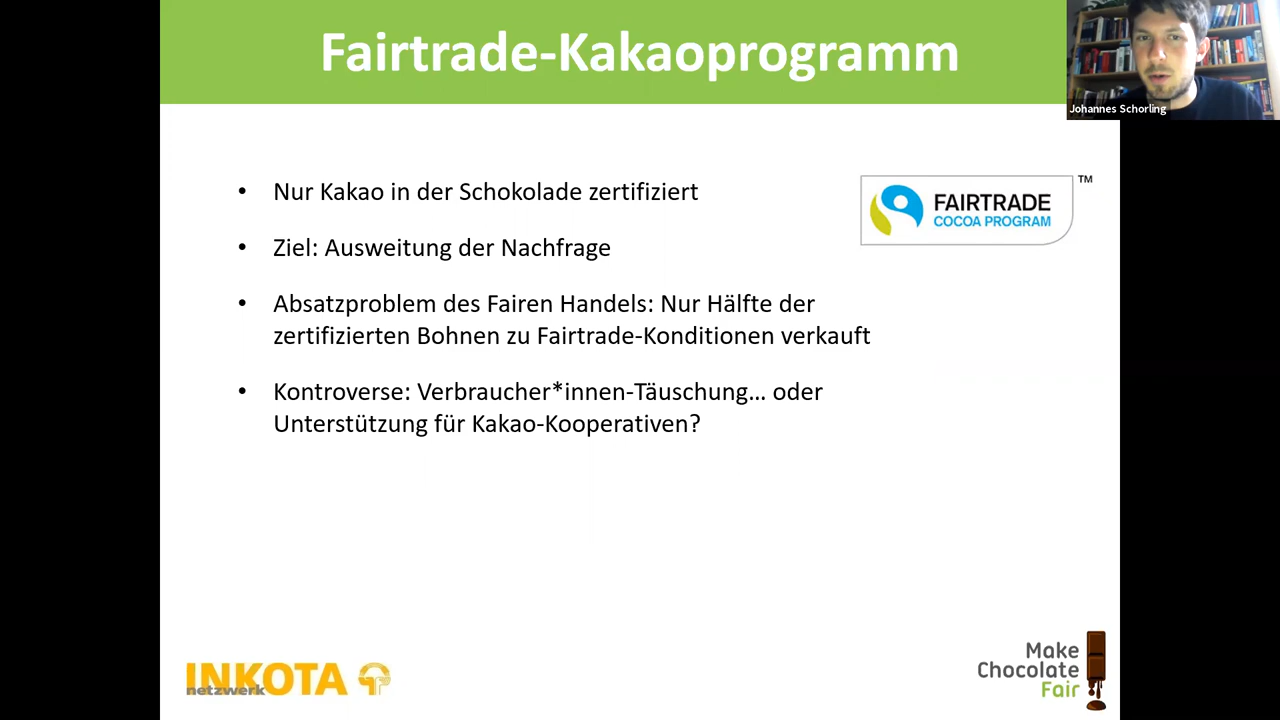 Fairtrade-Kakaoprogramm
Johannes Schorling
• Nur Kakao in der Schokolade zertifiziert
TM
FAIRTRADE
COCOA PROGRAM
• Ziel: Ausweitung der Nachfrage
• Absatzproblem des Fairen Handels: Nur Hälfte der
zertifizierten Bohnen zu Fairtrade-Konditionen verkauft
• Kontroverse: Verbraucher*innen-Täuschung... oder
Unterstützung für Kakao-Kooperativen?
INKOTA
netzwerk
Make
Chocolate
Fair